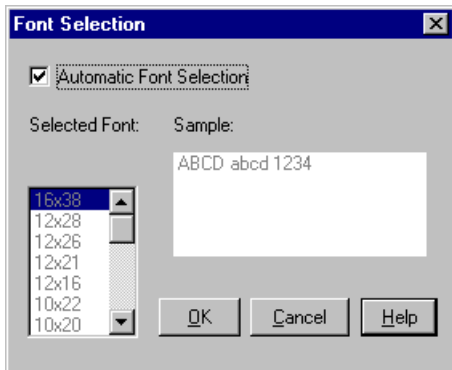 Font Selection
Automatic Font Selection
Selected Font:
Sample:
ABCD abcd 1234
16x38
12x28
12x26
12x21
12x16
10x22
10x20
OK
Cancel
Help